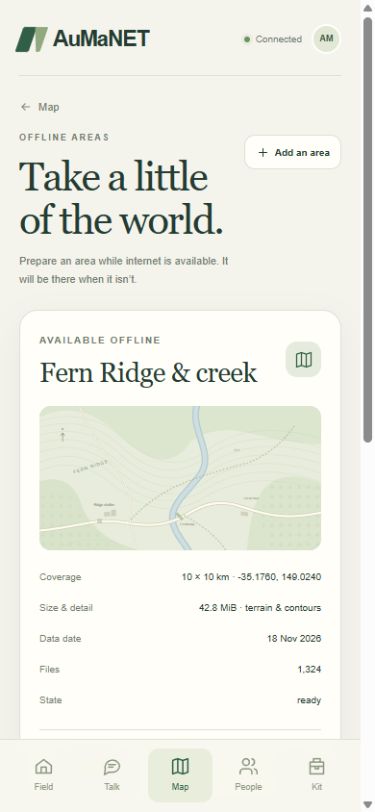 AuMaNET
Connected
AM
Map
OFFLINE AREAS
Add an area
Take a little
of the world.
Prepare an area while internet is available. It
will be there when it isn't.
AVAILABLE OFFLINE
Fern Ridge & creek
FERN RIDGE
Coverage
10 × 10 km · -35.1760, 149.0240
Size & detail
42.8 MiB · terrain & contours
Data date
18 Nov 2026
Files
1,324
State
ready
Field
Talk
Map
People
Kit